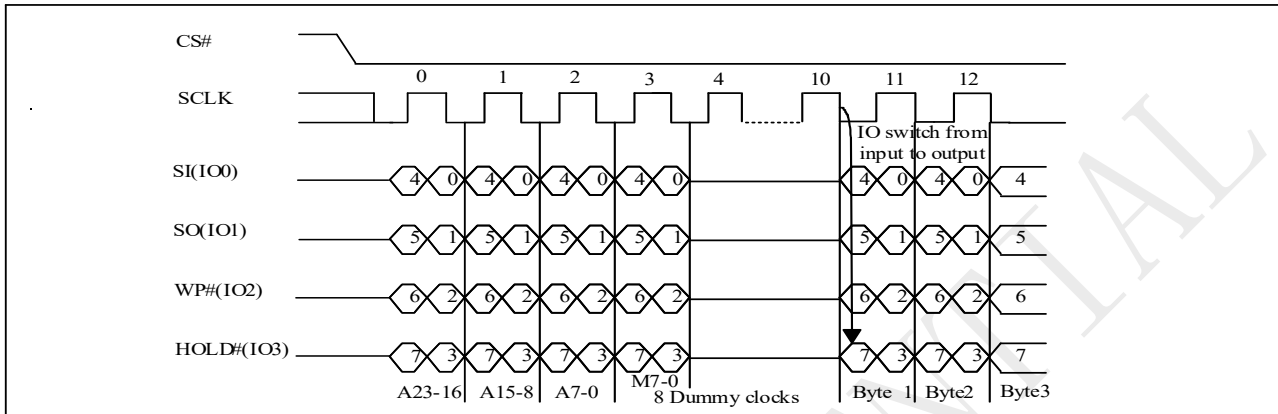 CS#
0 1 2 3 4 10 11 12
SCLK
IO switch from
input to output
SI(IO0) 4 0 4 0 4 0 4 0 4 0 4 0 4
SO(IO1) 5 1 5 1 5 1 5 1 5 1 5 1 5
WP#(IO2) 6 2 6 2 6 2 6 2 6 2 6 2 6
HOLD#(IO3) 7 3 7 3 7 3 7 3 7 3 7 3 7
A23-16 A15-8 A7-0 M7-0 Byte 1 Byte2 Byte3
8 Dummy clocks
NTIAL